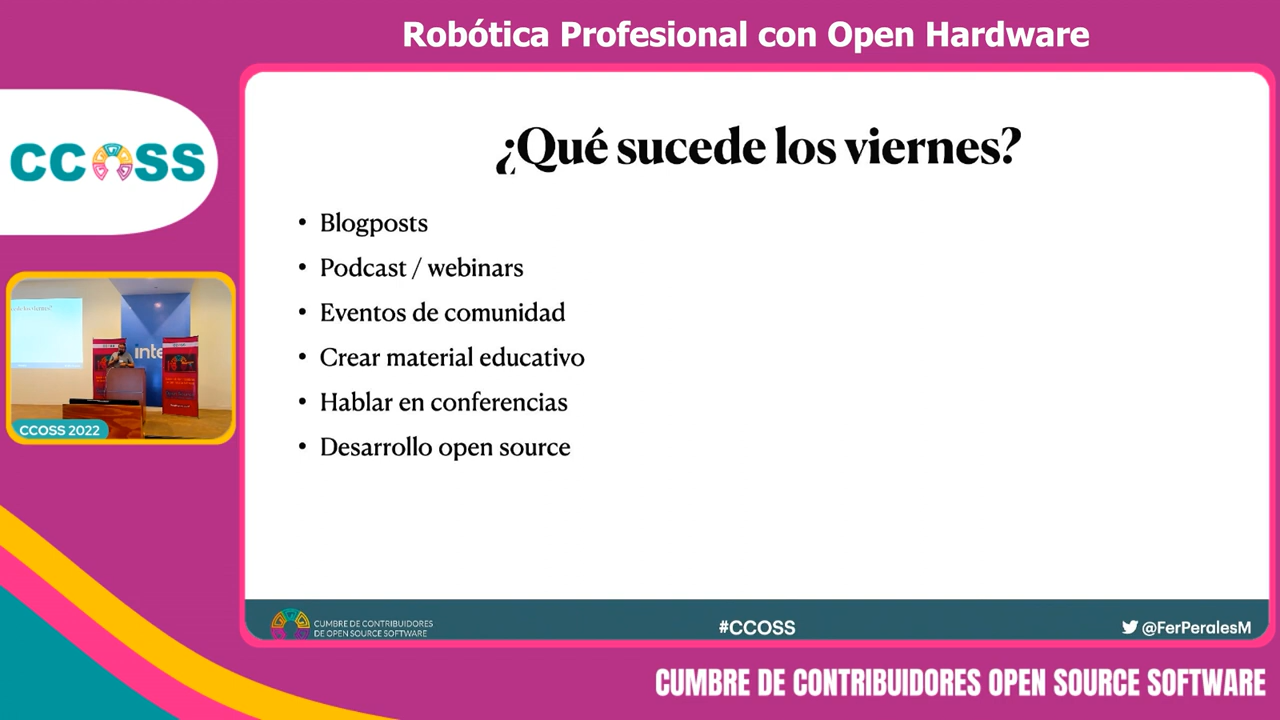 Robótica Profesional con Open Hardware
CCOSS
¿Qué sucede los viernes?
• Blogposts
• Podcast / webinars
• Eventos de comunidad
• Crear material educativo
• Hablar en conferencias
• Desarrollo open source
CCOSS 2022
CUMBRE DE CONTRIBUIDORES
DE OPEN SOURCE SOFTWARE
#CCOSS
@FerPeralesM
CUMBRE DE CONTRIBUIDORES OPEN SOURCE SOFTWARE